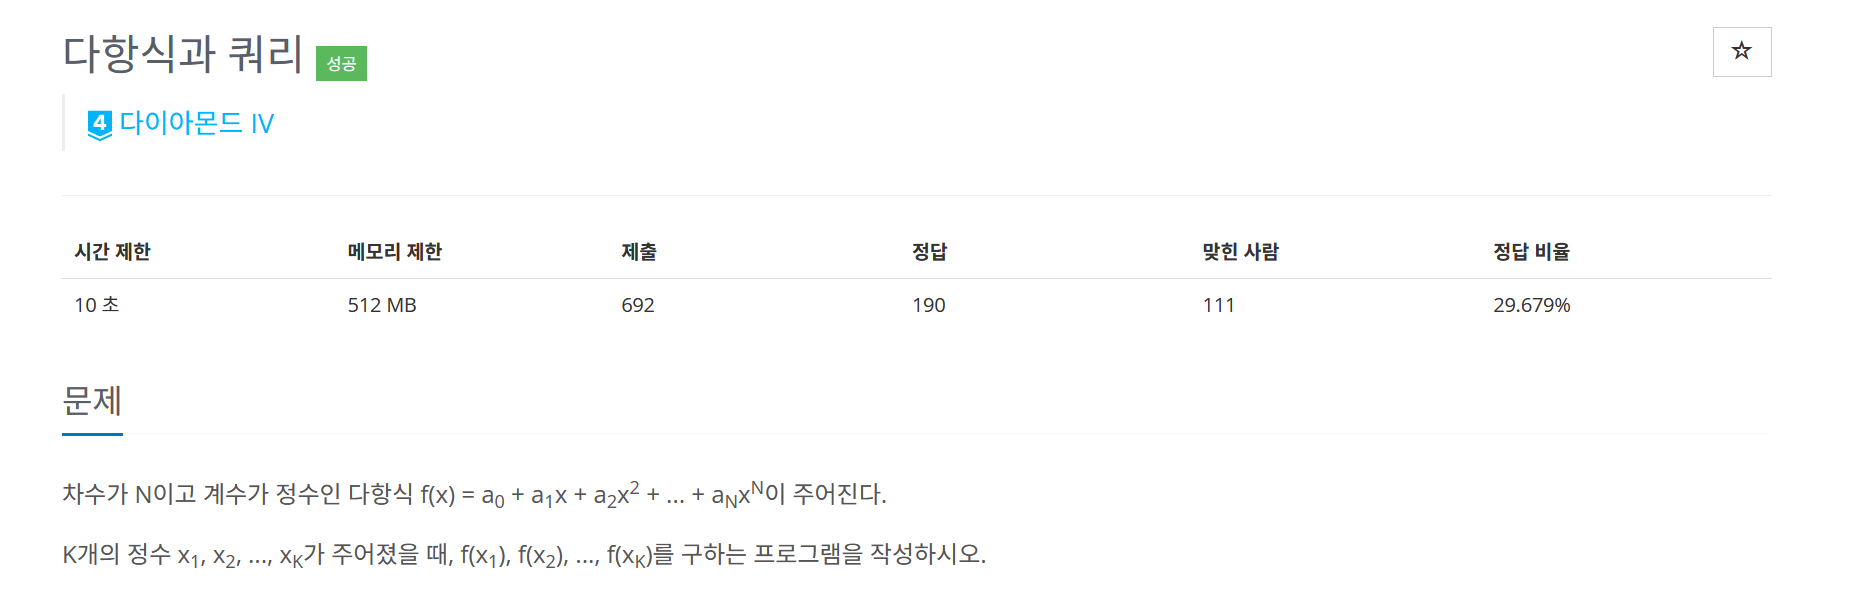 다항식과 쿼리 성공
☆
4 다이아몬드 IV
시간 제한 메모리 제한 제출 정답 맞힌 사람 정답 비율
10 초 512 MB 692 190 111 29.679%
문제
차수가 N이고 계수가 정수인 다항식 f(x) = a₀ + a₁x + a₂x² + ... + a_Nx^N이 주어진다.
K개의 정수 x₁, x₂, ..., x_K가 주어졌을 때, f(x₁), f(x₂), ..., f(x_K)를 구하는 프로그램을 작성하시오.